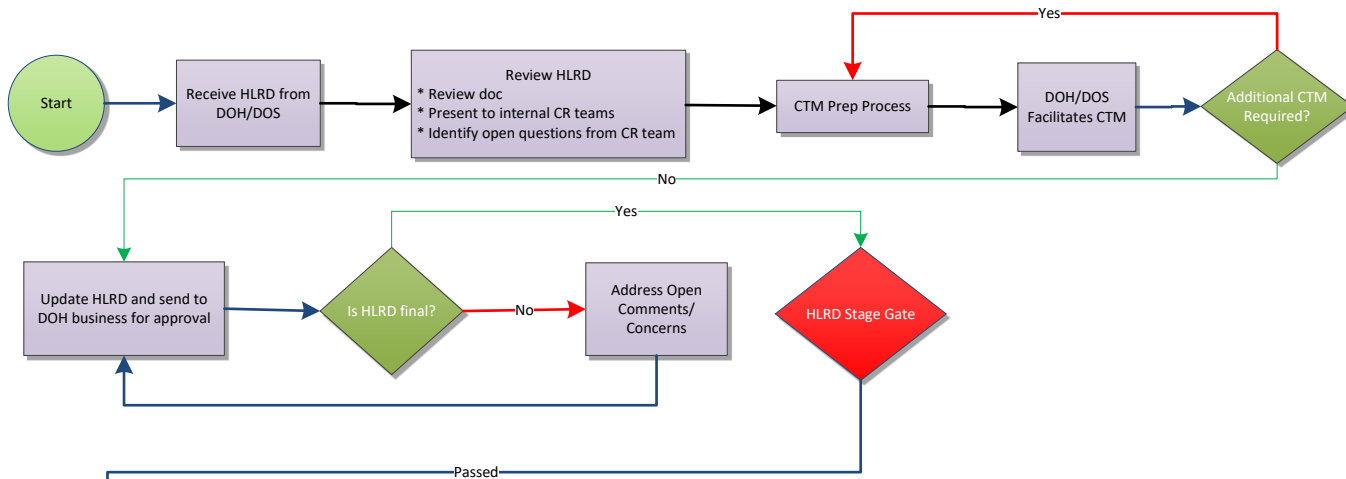 Yes
Start
Receive HLRD from
DOH/DOS
Review HLRD
* Review doc
* Present to internal CR teams
* Identify open questions from CR team
CTM Prep Process
DOH/DOS
Facilitates CTM
Additional CTM
Required?
No
Yes
Update HLRD and send to
DOH business for approval
Is HLRD final?
No
Address Open
Comments/
Concerns
HLRD Stage Gate
Passed